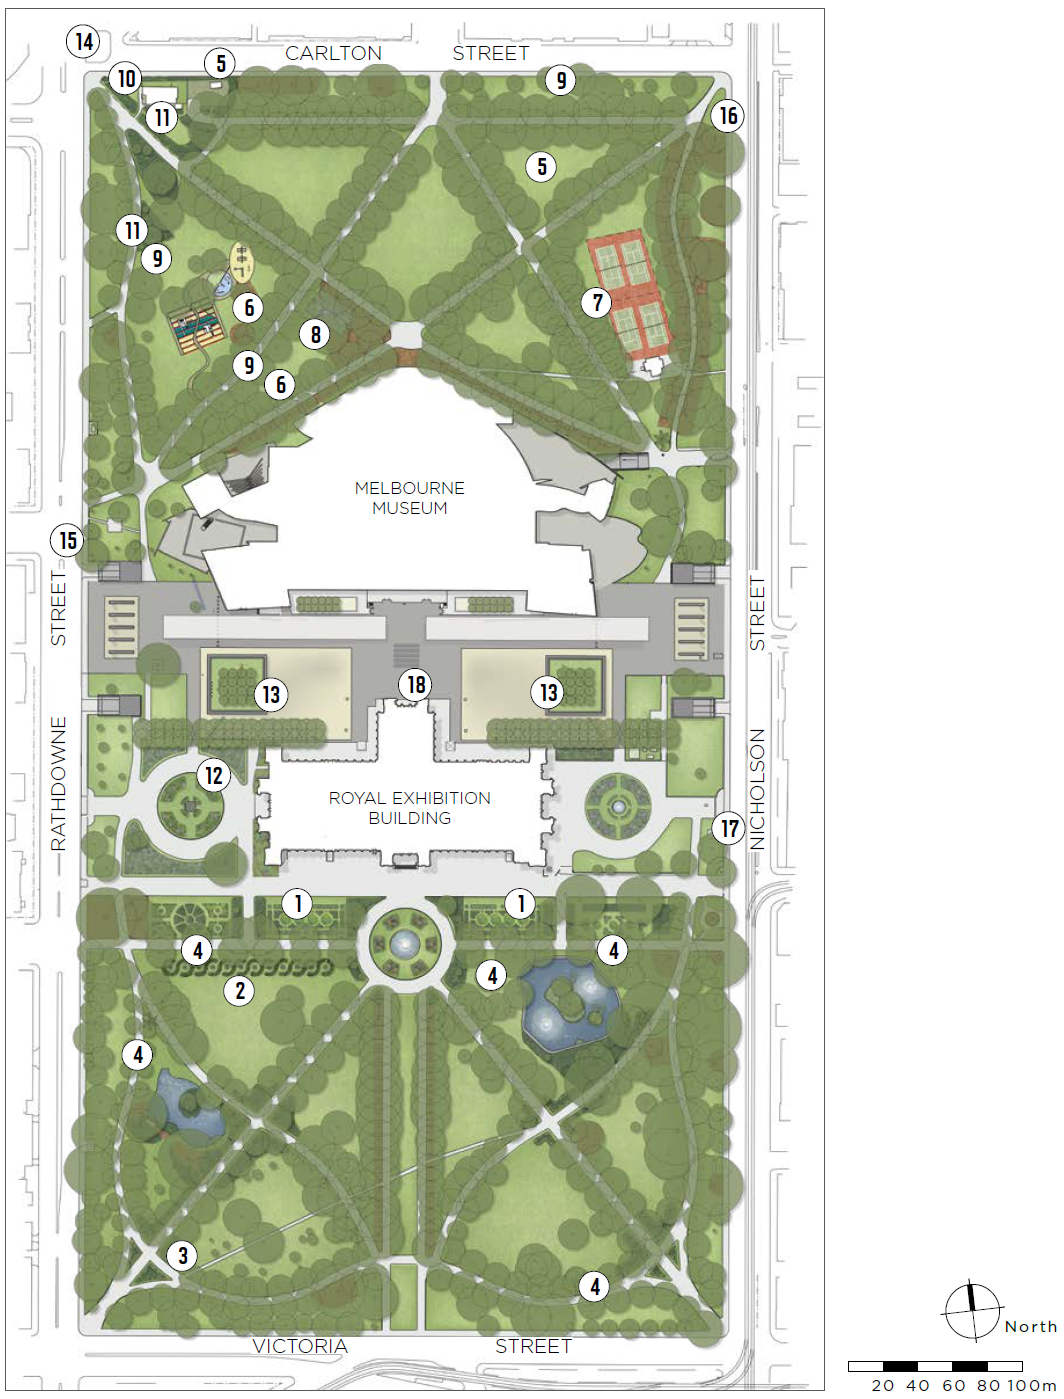 14
CARLTON STREET
5
10
9
11
16
5
11
9
6
7
8
9
6
MELBOURNE
MUSEUM
15
RATHDOWNE STREET
NICHOLSON STREET
18
13
13
12
ROYAL EXHIBITION
BUILDING
17
1
1
4
4
4
2
4
3
4
VICTORIA STREET
North
20 40 60 80 100m